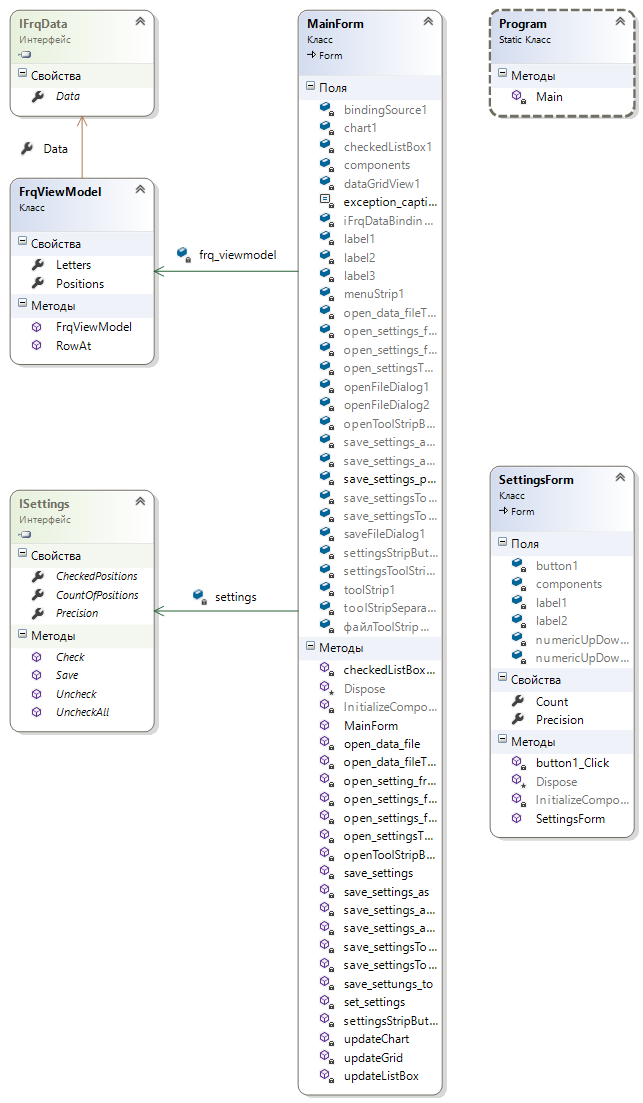 IFrqData
Интерфейс
Свойства
Data
Data
FrqViewModel
Класс
Свойства
Letters
Positions
Методы
FrqViewModel
RowAt
frq_viewmodel
ISettings
Интерфейс
Свойства
CheckedPositions
CountOfPositions
Precision
Методы
Check
Save
Uncheck
UncheckAll
settings
MainForm
Класс
Form
Поля
bindingSource1
chart1
checkedListBox1
components
dataGridView1
exception_capti...
iFrqDataBindin...
label1
label2
label3
menuStrip1
open_data_fileT...
open_settings_f...
open_settings_f...
open_settingsT...
openFileDialog1
openFileDialog2
openToolStripB...
save_settings_a...
save_settings_a...
save_settings_p...
save_settingsTo...
save_settingsTo...
saveFileDialog1
settingsStripBut...
settingsToolStri...
toolStrip1
toolStripSepara...
файлToolStrip...
Методы
checkedListBox...
Dispose
InitializeCompo...
MainForm
open_data_file
open_data_fileT...
open_setting_fr...
open_settings_f...
open_settings_f...
open_settingsT...
openToolStripB...
save_settings
save_settings_as
save_settings_a...
save_settings_a...
save_settingsTo...
save_settingsTo...
save_settungs_to
set_settings
settingsStripBut...
updateChart
updateGrid
updateListBox
Program
Static Класс
Методы
Main
SettingsForm
Класс
Form
Поля
button1
components
label1
label2
numericUpDow...
numericUpDow...
Свойства
Count
Precision
Методы
button1_Click
Dispose
InitializeCompo...
SettingsForm